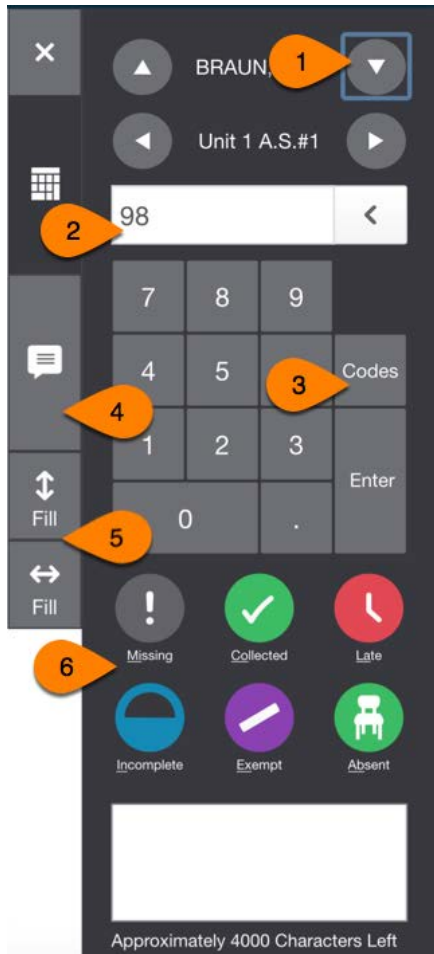 BRAUN,
1
Unit 1 A.S.#1
98
2
7 8 9
4 5
3
Codes
4
1 2 3
Enter
Fill
5
0 .
Fill
6
Missing Collected Late
Incomplete Exempt Absent
Approximately 4000 Characters Left